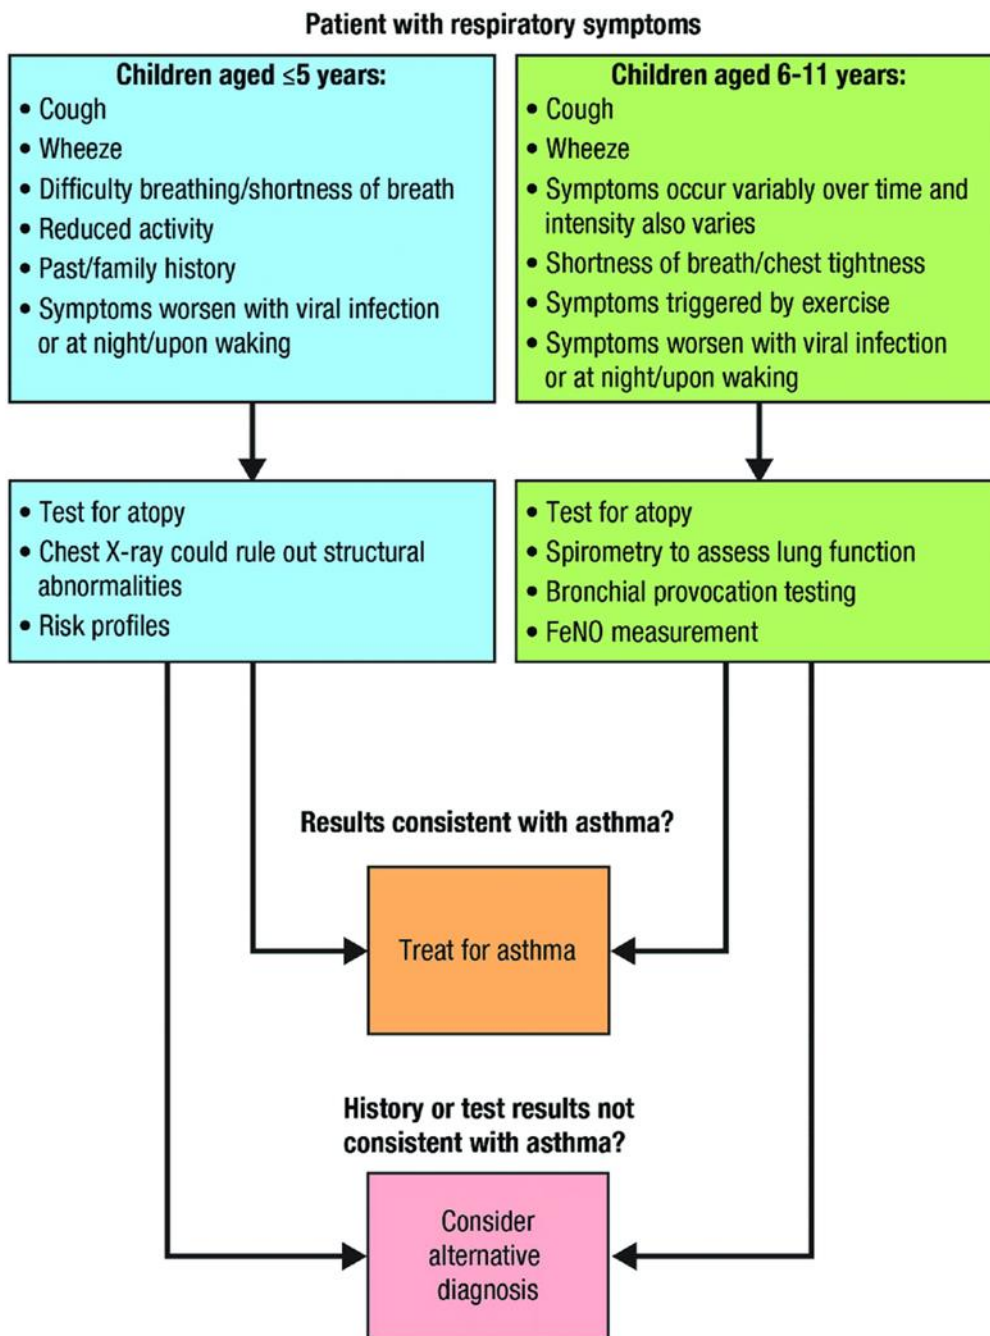 Patient with respiratory symptoms
Children aged ≤5 years:
• Cough
• Wheeze
• Difficulty breathing/shortness of breath
• Reduced activity
• Past/family history
• Symptoms worsen with viral infection
or at night/upon waking
Children aged 6-11 years:
• Cough
• Wheeze
• Symptoms occur variably over time and
intensity also varies
• Shortness of breath/chest tightness
• Symptoms triggered by exercise
• Symptoms worsen with viral infection
or at night/upon waking
• Test for atopy
• Chest X-ray could rule out structural
abnormalities
• Risk profiles
• Test for atopy
• Spirometry to assess lung function
• Bronchial provocation testing
• FeNO measurement
Results consistent with asthma?
Treat for asthma
History or test results not
consistent with asthma?
Consider
alternative
diagnosis